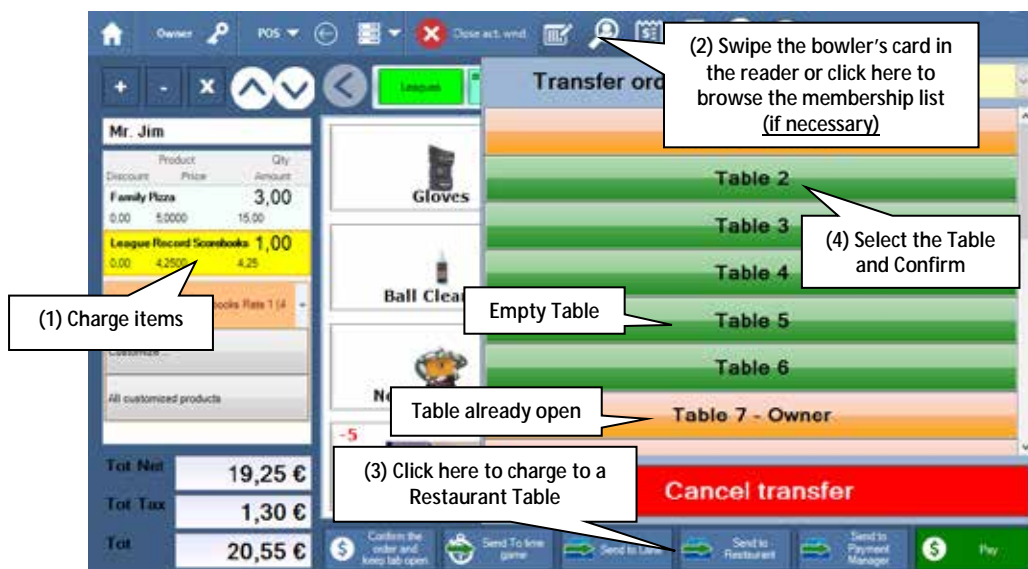 Owner
POS
Close act. wnd.
(2) Swipe the bowler's card in
the reader or click here to
browse the membership list
(if necessary)
+ - x
Leagues
Transfer ord
Mr. Jim
Product Qty
Discount Price Amount
Family Pizza 3,00
0.00 5,0000 15.00
League Record Scorebooks 1,00
0,00 4,2500 4,25
ooks Rate 1 (4
(1) Charge items
Customize ...
All customized products
Gloves
Ball Clea
N
-5
Table 2
Table 3
(4) Select the Table
and Confirm
Table 4
Empty Table
Table 5
Table 6
Table already open
Table 7 - Owner
(3) Click here to charge to a
Restaurant Table
Cancel transfer
Tot Net 19,25 €
Tot Tax 1,30 €
Tot 20,55 €
Confirm the
order and
keep tab open
Send To time
game
Send to Lane
Send to
Restaurant
Send to
Payment
Manager
Pay